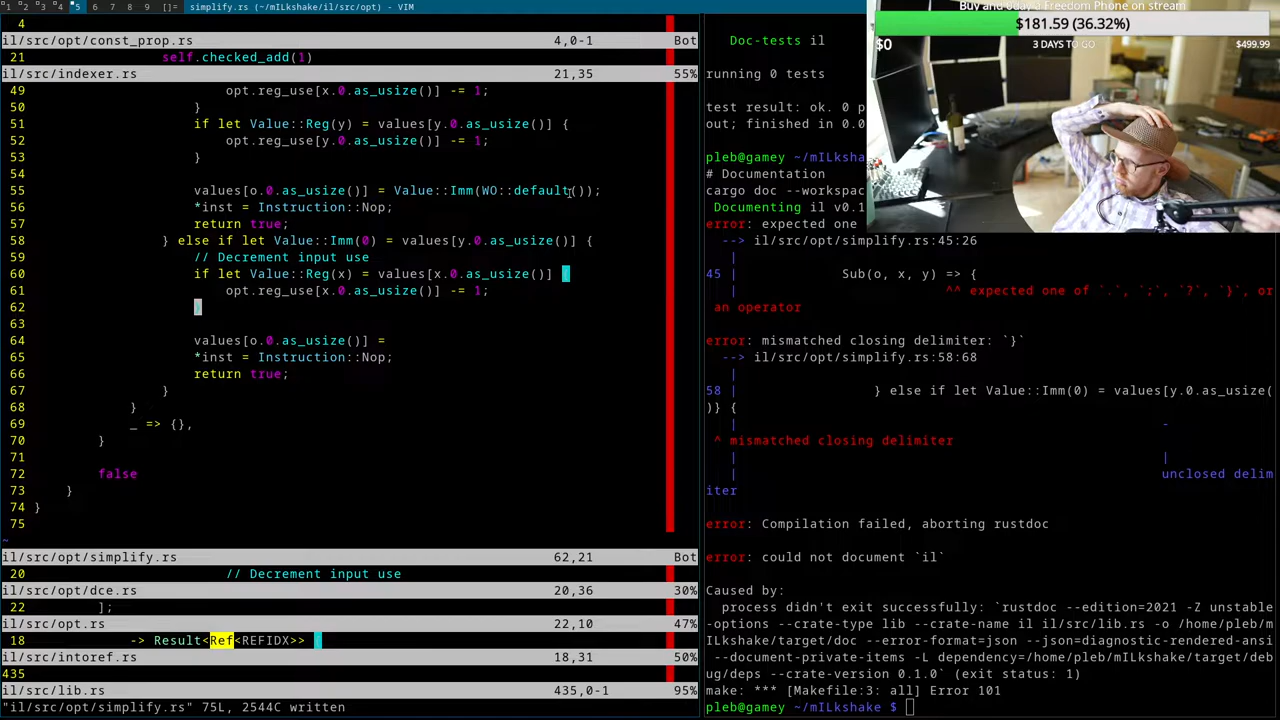 1 2 3 4 5 6 7 8 9 []= simplify.rs (~/mILkshake/il/src/opt) - VIM
4
il/src/opt/const_prop.rs 4,0-1 Bot
21 self.checked_add(1)
il/src/indexer.rs 21,35 55%
49 opt.reg_use[x.0.as_usize()] -= 1;
50 }
51 if let Value::Reg(y) = values[y.0.as_usize()] {
52 opt.reg_use[y.0.as_usize()] -= 1;
53 }
54
55 values[o.0.as_usize()] = Value::Imm(WO::default());
56 *inst = Instruction::Nop;
57 return true;
58 } else if let Value::Imm(0) = values[y.0.as_usize()] {
59 // Decrement input use
60 if let Value::Reg(x) = values[x.0.as_usize()] {
61 opt.reg_use[x.0.as_usize()] -= 1;
62 }
63
64 values[o.0.as_usize()] =
65 *inst = Instruction::Nop;
66 return true;
67 }
68 }
69 _ => {},
70 }
71
72 false
73 }
74 }
75
~
il/src/opt/simplify.rs 62,21 Bot
20 // Decrement input use
il/src/opt/dce.rs 20,36 30%
22 ];
il/src/opt.rs 22,10 47%
18 -> Result<Ref<REFIDX>> {
il/src/intoref.rs 18,31 50%
435
il/src/lib.rs 435,0-1 95%
"il/src/opt/simplify.rs" 75L, 2544C written
Doc-tests il
running 0 tests
test result: ok. 0 p
out; finished in 0.0
pleb@gamey ~/mILksha
# Documentation
cargo doc --workspac
Documenting il v0.1
error: expected one
--> il/src/opt/simplify.rs:45:26
|
45 | Sub(o, x, y) => {
| ^^ expected one of `.`, `;`, `?`, `}`, or
an operator
error: mismatched closing delimiter: `}`
--> il/src/opt/simplify.rs:58:68
|
58 | } else if let Value::Imm(0) = values[y.0.as_usize(
)} {
| -
^ mismatched closing delimiter
| |
| unclosed delim
iter
error: Compilation failed, aborting rustdoc
error: could not document `il`
Caused by:
process didn't exit successfully: `rustdoc --edition=2021 -Z unstable
-options --crate-type lib --crate-name il il/src/lib.rs -o /home/pleb/m
ILkshake/target/doc --error-format=json --json=diagnostic-rendered-ansi
--document-private-items -L dependency=/home/pleb/mILkshake/target/deb
ug/deps --crate-version 0.1.0` (exit status: 1)
make: *** [Makefile:3: all] Error 101
pleb@gamey ~/mILkshake $
Buy and 0day a Freedom Phone on stream
$181.59 (36.32%)
$0 3 DAYS TO GO $499.99